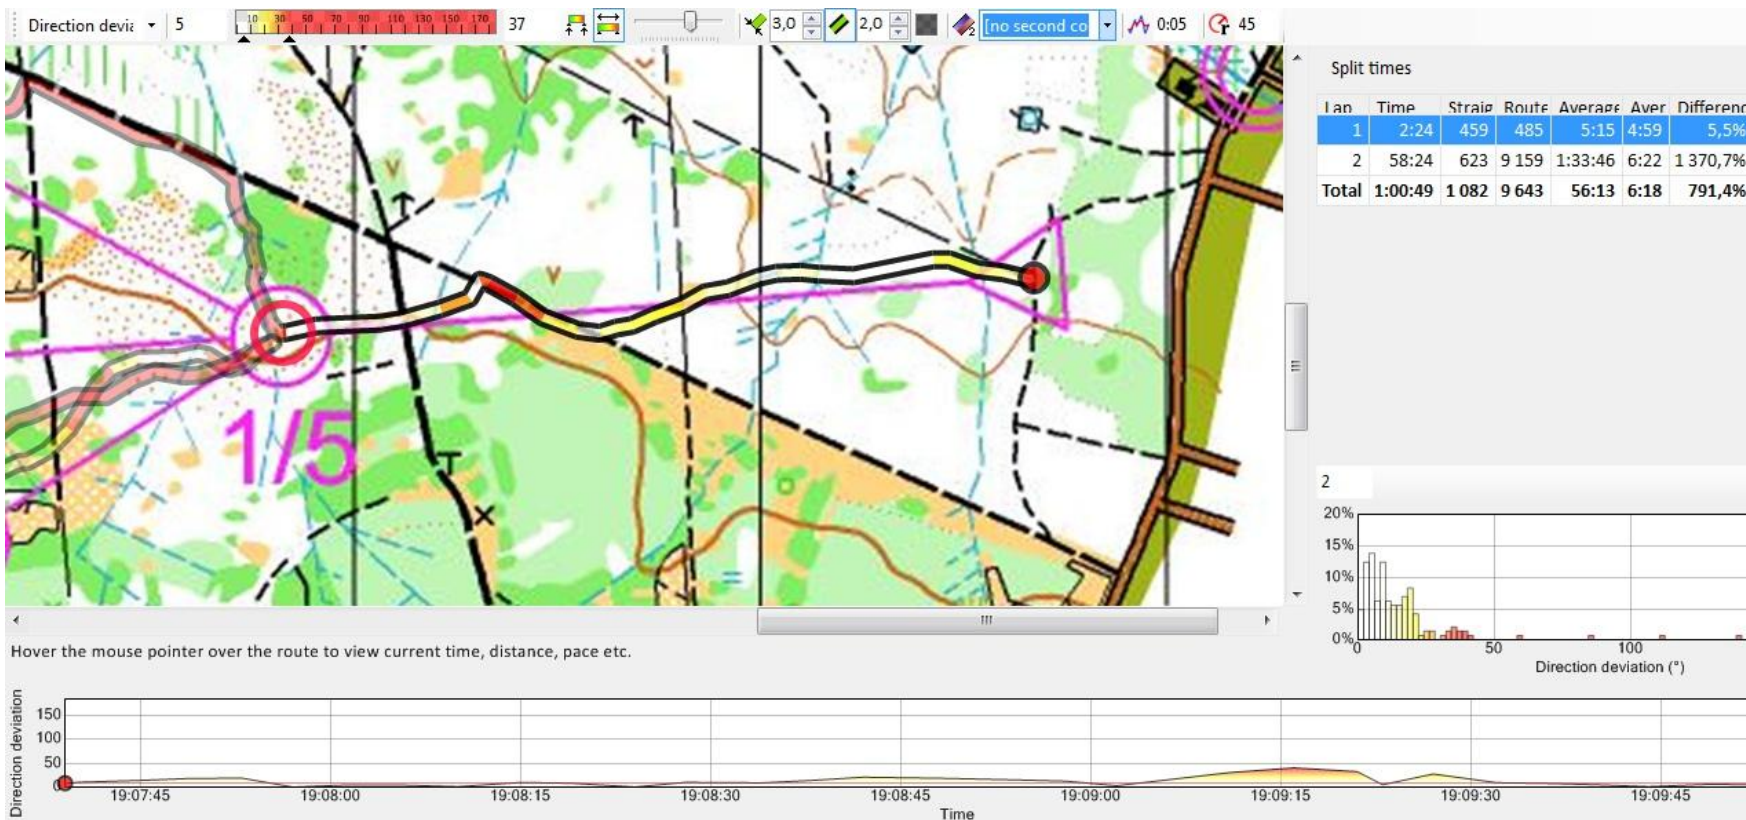 Direction devia 5 10 30 50 70 90 110 130 150 170 37 3,0 2,0 2 [no second co 0:05 r 45
Split times
Lap Time Straig Route Average Aver Differenc
1 2:24 459 485 5:15 4:59 5,5%
2 58:24 623 9 159 1:33:46 6:22 1 370,7%
Total 1:00:49 1 082 9 643 56:13 6:18 791,4%
1/5
2
20%
15%
10%
5%
0%
0 50 100
Direction deviation (°)
Hover the mouse pointer over the route to view current time, distance, pace etc.
Direction deviation
150
100
50
0
19:07:45 19:08:00 19:08:15 19:08:30 19:08:45 19:09:00 19:09:15 19:09:30 19:09:45
Time